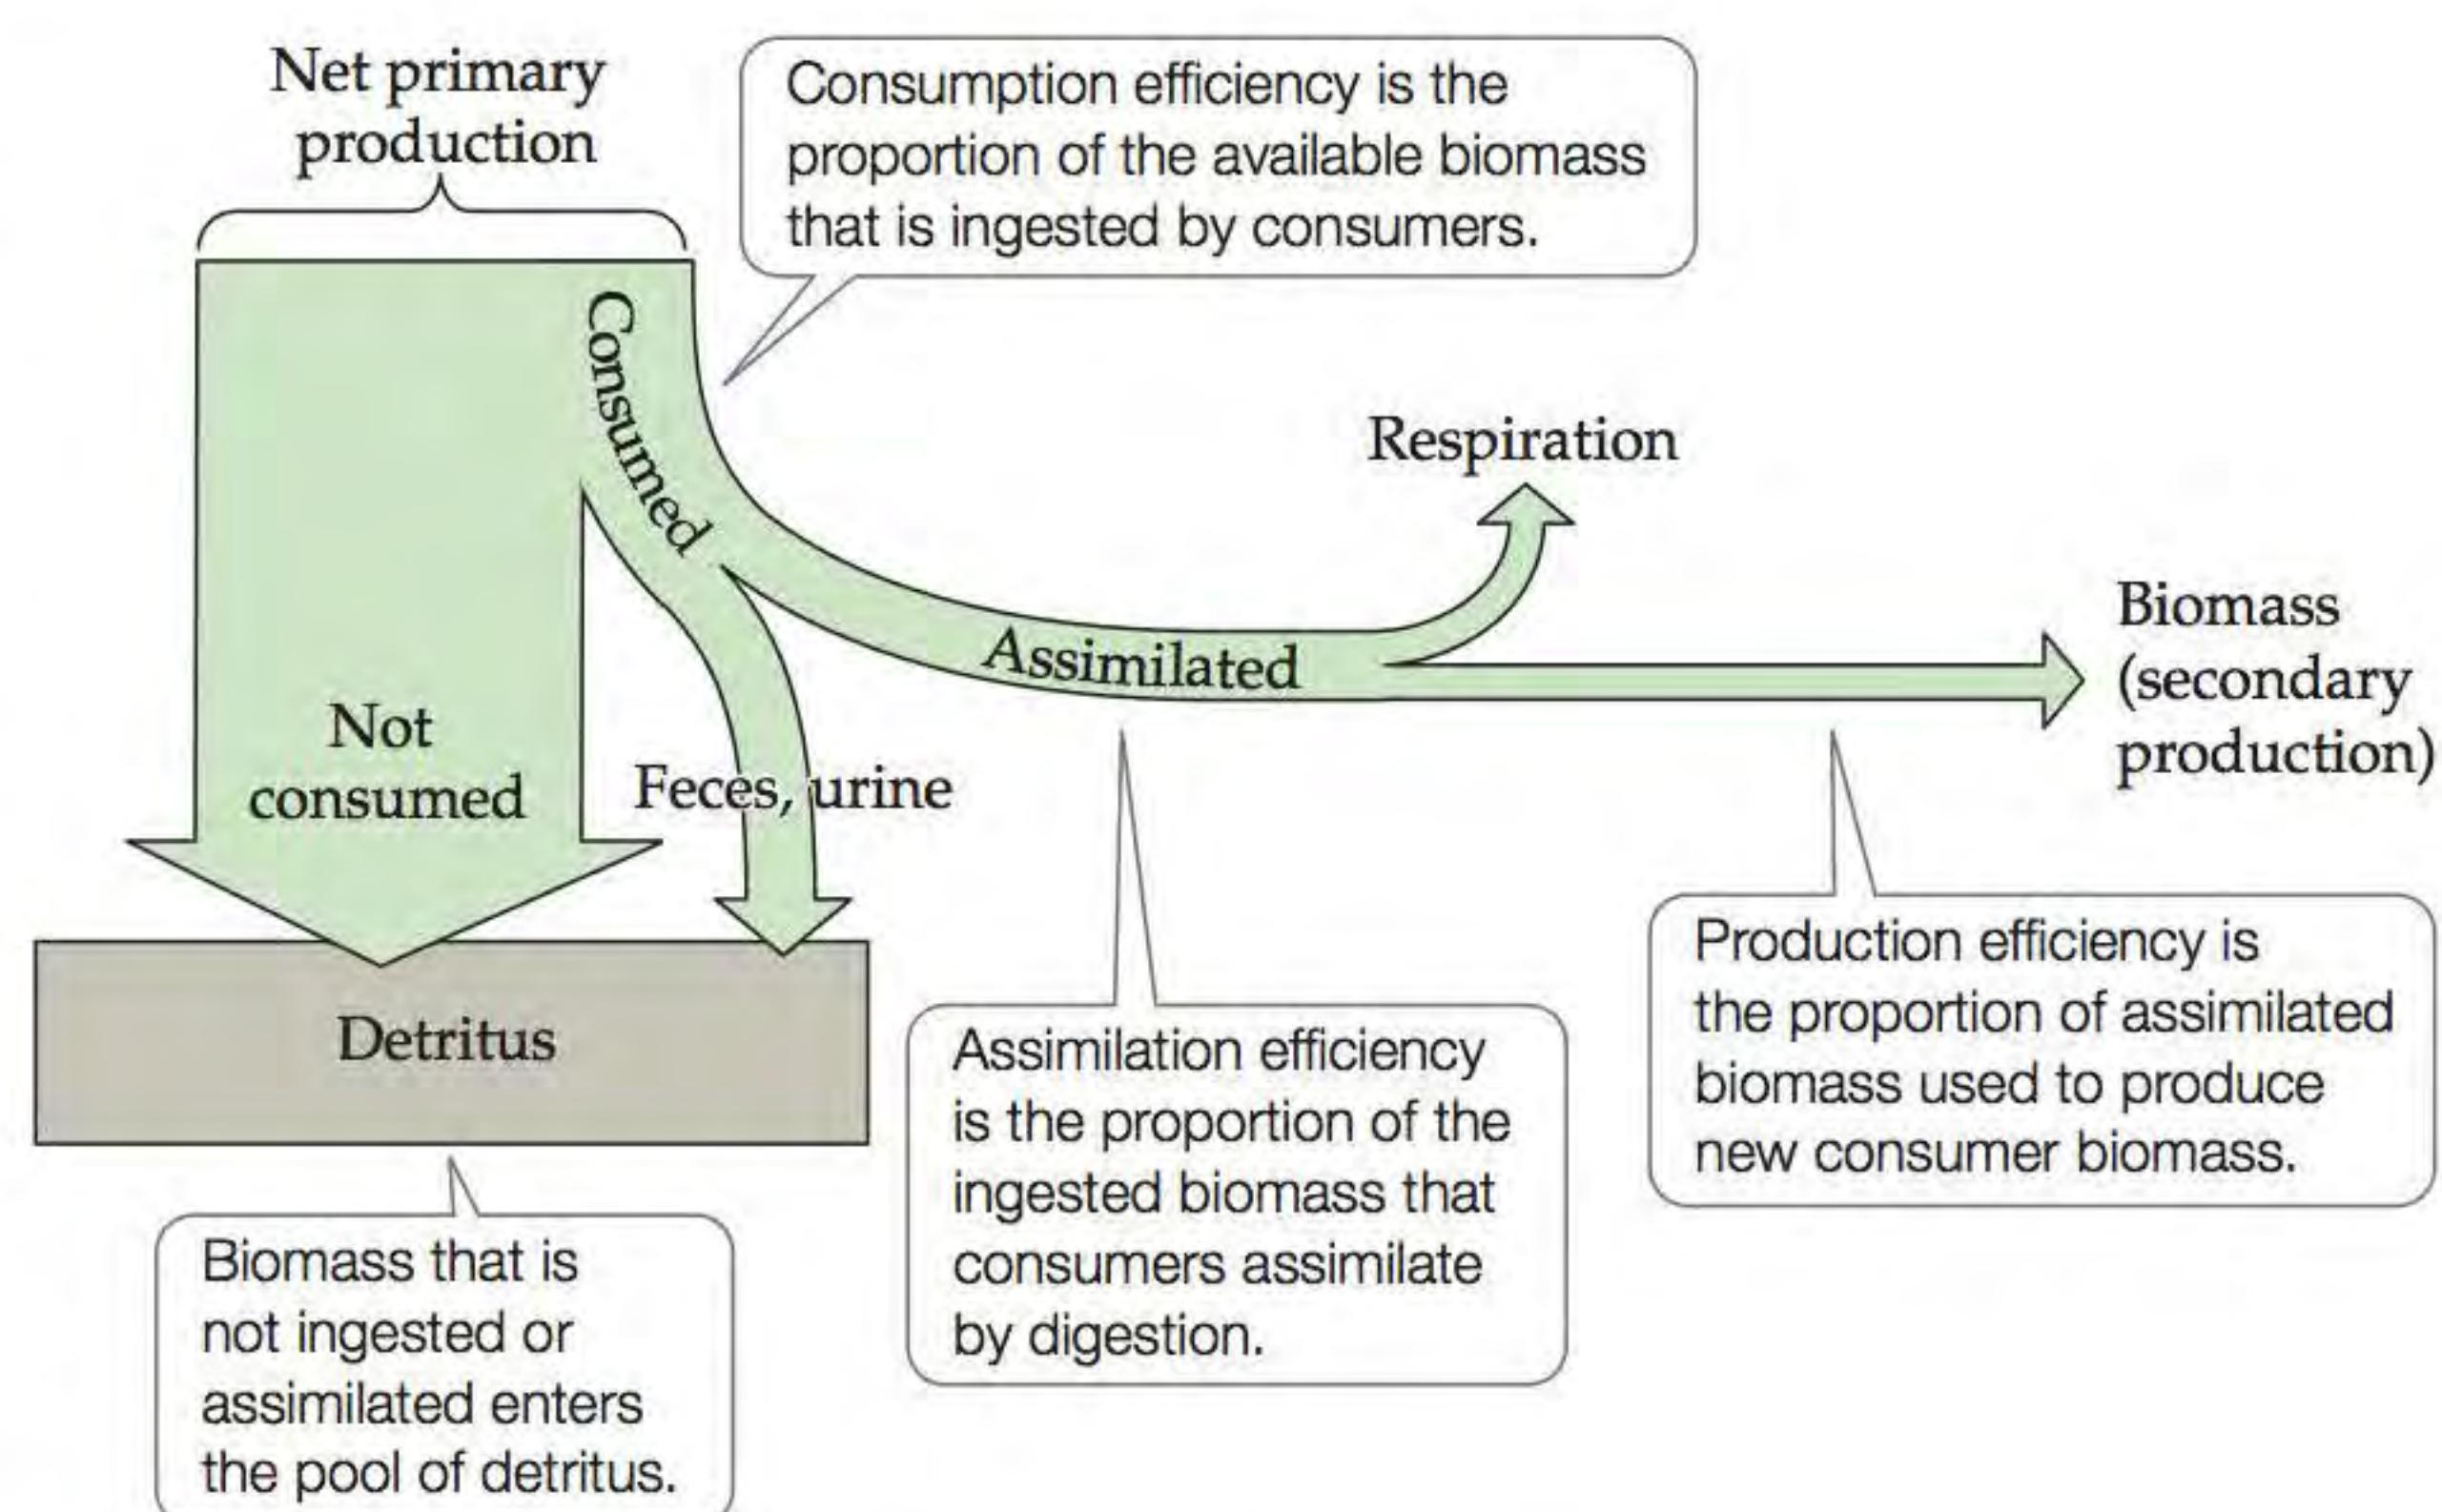 Net primary
production
Consumption efficiency is the
proportion of the available biomass
that is ingested by consumers.
Consumed
Respiration
Assimilated
Biomass
(secondary
production)
Not
consumed
Feces, urine
Detritus
Production efficiency is
the proportion of assimilated
biomass used to produce
new consumer biomass.
Assimilation efficiency
is the proportion of the
ingested biomass that
consumers assimilate
by digestion.
Biomass that is
not ingested or
assimilated enters
the pool of detritus.